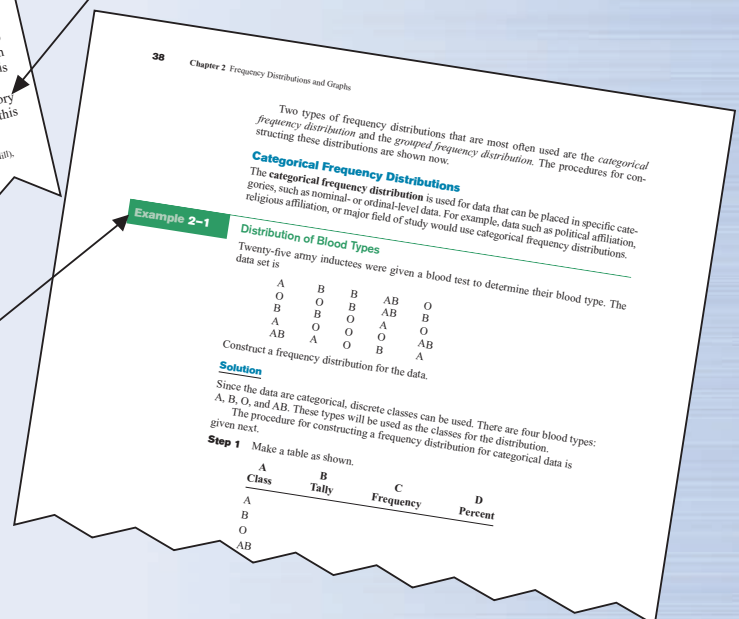 n
is
ory
this
38 Chapter 2 Frequency Distributions and Graphs
Two types of frequency distributions that are most often used are the categorical
frequency distribution and the grouped frequency distribution. The procedures for con-
structing these distributions are shown now.
Categorical Frequency Distributions
The categorical frequency distribution is used for data that can be placed in specific cate-
gories, such as nominal- or ordinal-level data. For example, data such as political affiliation,
religious affiliation, or major field of study would use categorical frequency distributions.
Example 2–1
Distribution of Blood Types
Twenty-five army inductees were given a blood test to determine their blood type. The
data set is
A B B AB O
O O B AB B
B B O A O
A O O O AB
AB A O B A
Construct a frequency distribution for the data.
Solution
Since the data are categorical, discrete classes can be used. There are four blood types:
A, B, O, and AB. These types will be used as the classes for the distribution.
The procedure for constructing a frequency distribution for categorical data is
given next.
Step 1 Make a table as shown.
A B C D
Class Tally Frequency Percent
A
B
O
AB